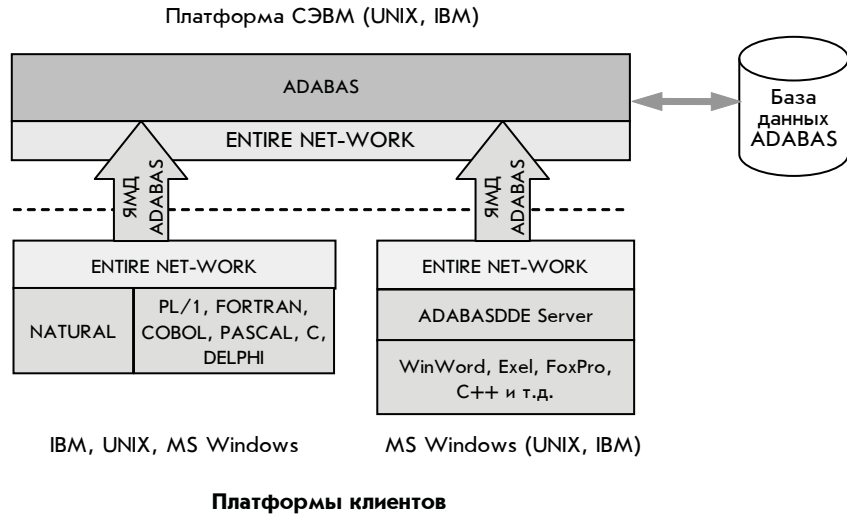 Платформа СЭВМ (UNIX, IBM)
ADABAS
База
данных
ADABAS
ENTIRE NET-WORK
ЯМД
ADABAS
ЯМД
ADABAS
ENTIRE NET-WORK
NATURAL
PL/1, FORTRAN,
COBOL, PASCAL, C,
DELPHI
ENTIRE NET-WORK
ADABASDDE Server
WinWord, Exel, FoxPro,
C++ и т.д.
IBM, UNIX, MS Windows
MS Windows (UNIX, IBM)
Платформы клиентов